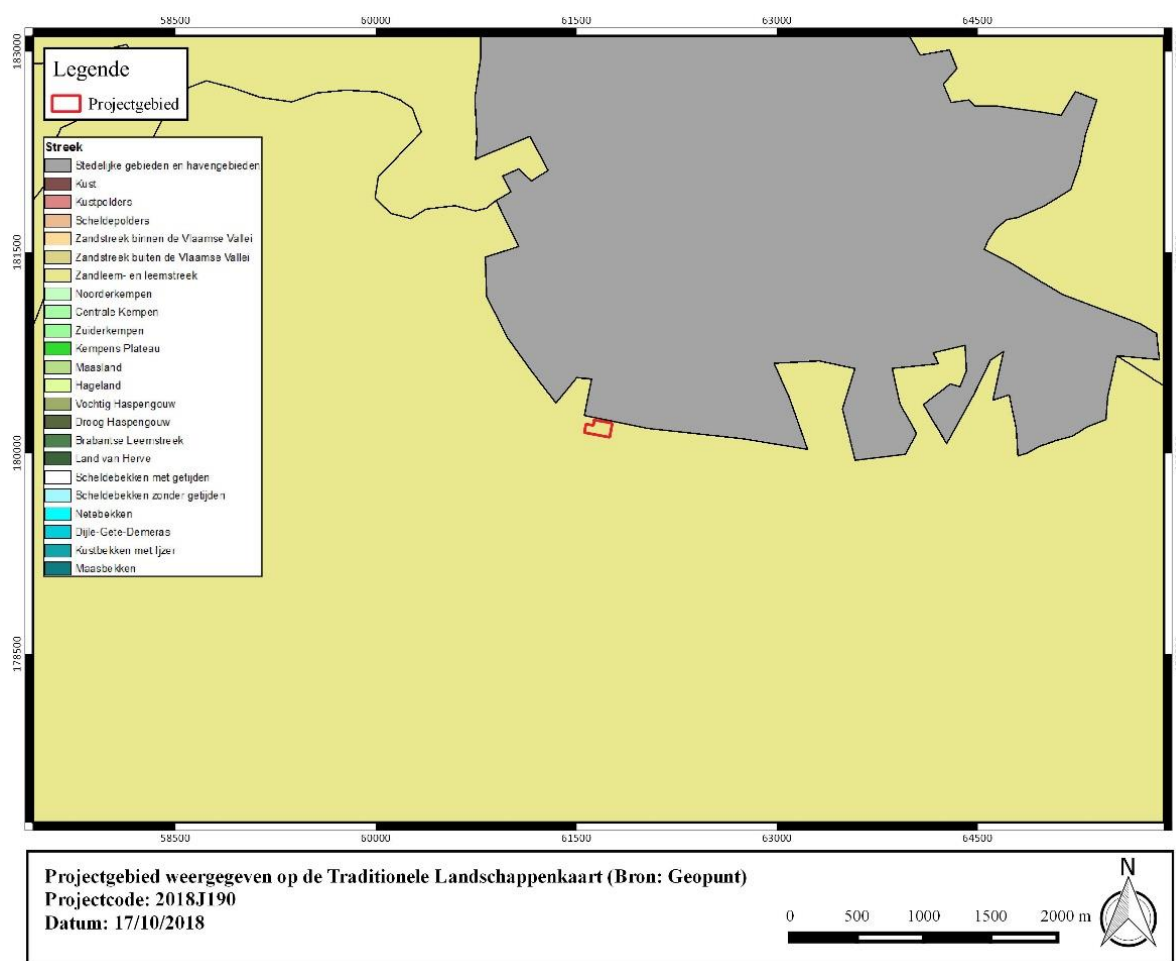 58500 60000 61500 63000 64500
183000
181500
180000
178500
Legende
Projectgebied
Streek
Stedelijke gebieden en havengebieden
Kust
Kustpolders
Scheldepolders
Zandstreek binnen de Vlaamse Vallei
Zandstreek buiten de Vlaamse Vallei
Zandleem- en leemstreek
Noorderkempen
Centrale Kempen
Zuiderkempen
Kempens Plateau
Maasland
Hageland
Vochtig Haspengouw
Droog Haspengouw
Brabantse Leemstreek
Land van Herve
Scheldebekken met getijden
Scheldebekken zonder getijden
Netebekken
Dijle-Gete-Demeras
Kustbekken met Ijzer
Maasbekken
183000
181500
180000
178500
58500 60000 61500 63000 64500
Projectgebied weergegeven op de Traditionele Landschappenkaart (Bron: Geopunt)
Projectcode: 2018J190
Datum: 17/10/2018
0 500 1000 1500 2000 m
N